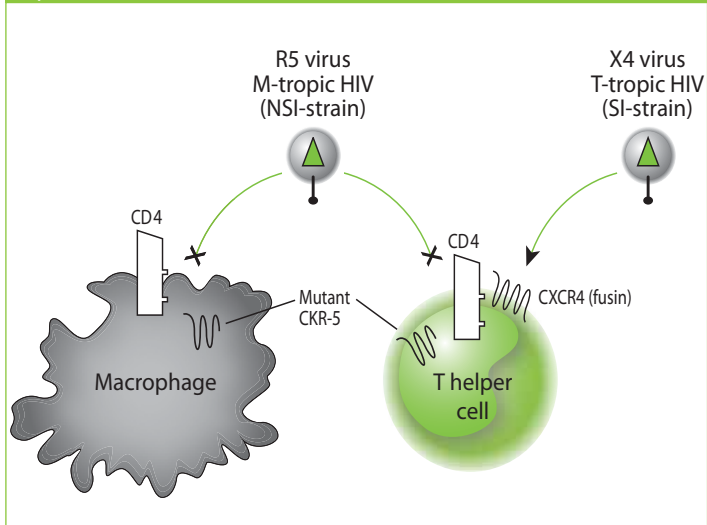 R5 virus
M-tropic HIV
(NSI-strain)
X4 virus
T-tropic HIV
(SI-strain)
CD4
CD4
Mutant
CKR-5
CXCR4 (fusin)
Macrophage
T helper
cell